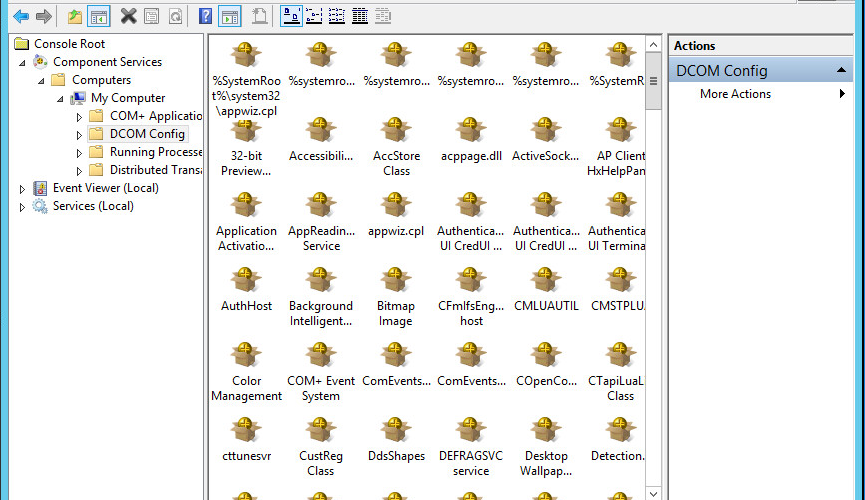 Console Root
Component Services
Computers
My Computer
COM+ Applicatio
DCOM Config
Running Processe
Distributed Transa
Event Viewer (Local)
Services (Local)
%SystemRoo
t%\system32
\appwiz.cpl
%systemro...
%systemro...
%systemro...
%systemro...
%SystemR
32-bit
Preview...
Accessibili...
AccStore
Class
acppage.dll
ActiveSock...
AP Client
HxHelpPan
Application
Activatio...
AppReadin...
Service
appwiz.cpl
Authentica...
UI CredUI ...
Authentica...
UI CredUI ...
Authentica
UI Termina
AuthHost
Background
Intelligent...
Bitmap
Image
CFmIfsEng...
host
CMLUAUTIL
CMSTPLUA
Color
Management
COM+ Event
System
ComEvents...
ComEvents...
COpenCo...
CTapiLuaL
Class
cttunesvr
CustReg
Class
DdsShapes
DEFRAGSVC
service
Desktop
Wallpap...
Detection.
Actions
DCOM Config
More Actions